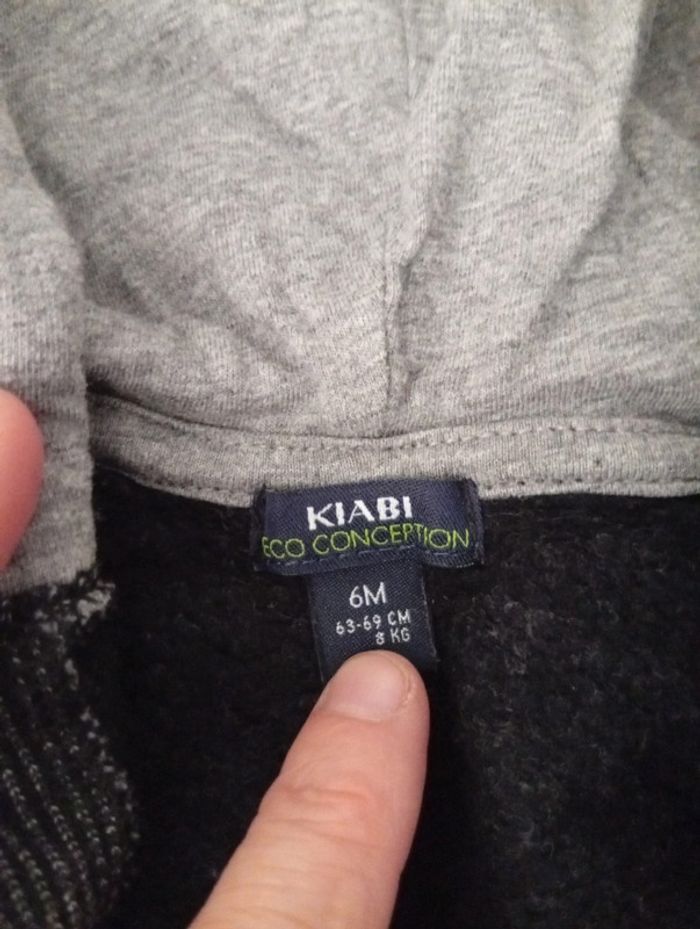 KIABI
ECO CONCEPTION
6M
63-69 CM
8 KG